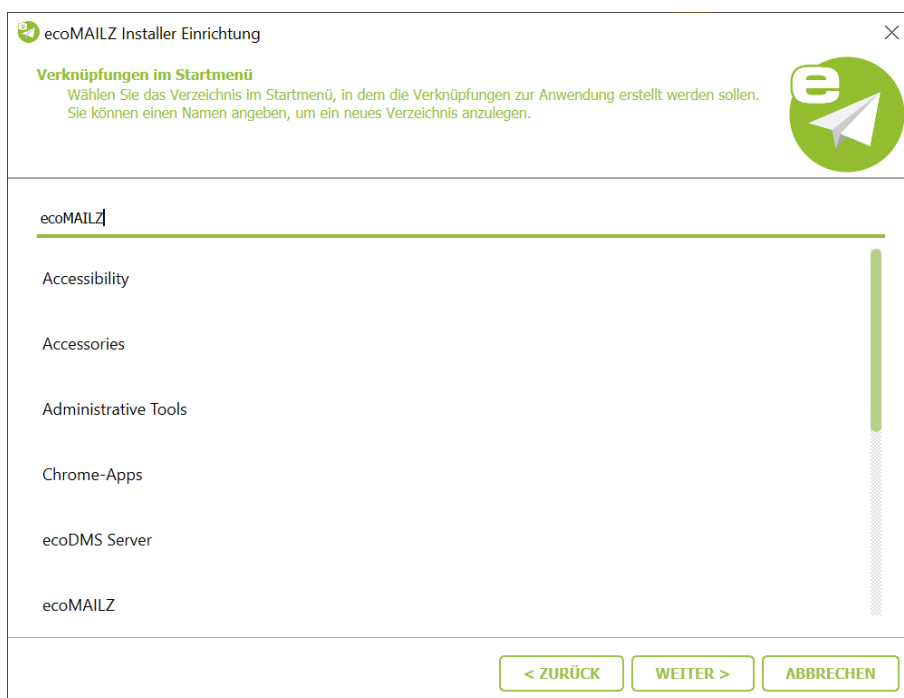 ecoMAILZ Installer Einrichtung
Verknüpfungen im Startmenü
Wählen Sie das Verzeichnis im Startmenü, in dem die Verknüpfungen zur Anwendung erstellt werden sollen.
Sie können einen Namen angeben, um ein neues Verzeichnis anzulegen.
e
ecoMAILZ
Accessibility
Accessories
Administrative Tools
Chrome-Apps
ecoDMS Server
ecoMAILZ
< ZURÜCK
WEITER >
ABBRECHEN